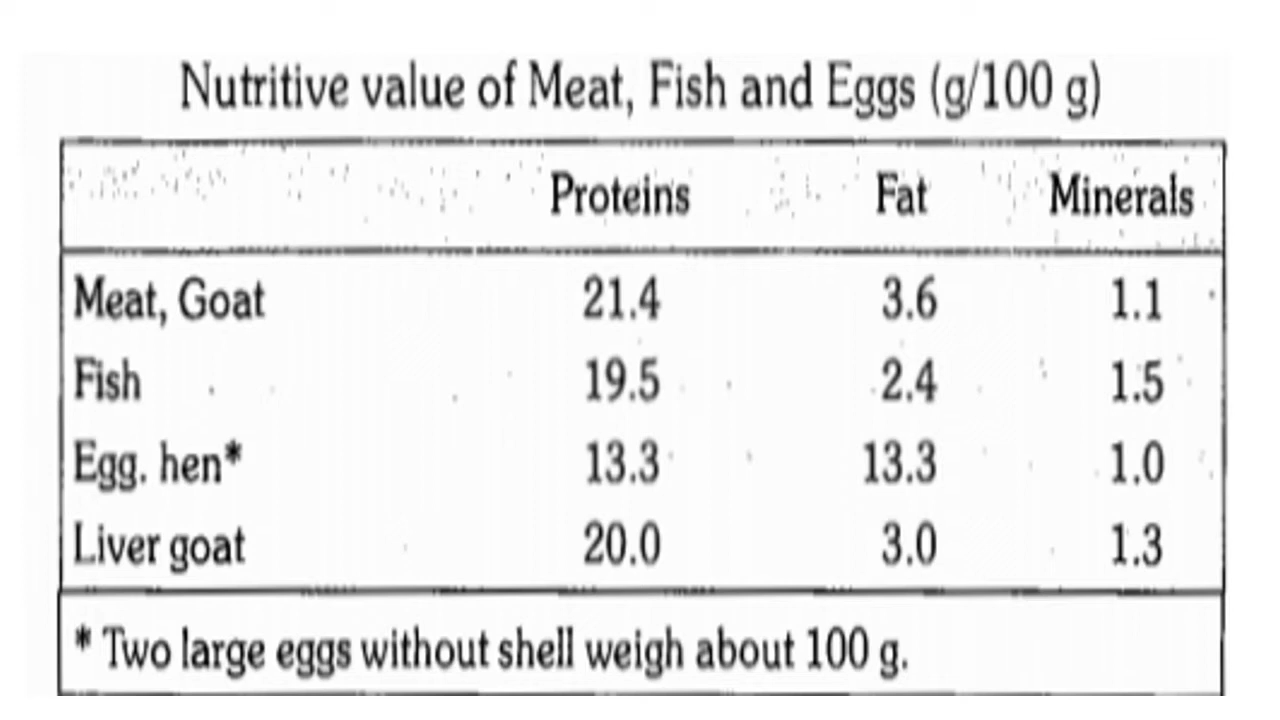 Nutritive value of Meat, Fish and Eggs (g/100 g)
Proteins Fat Minerals
Meat, Goat 21.4 3.6 1.1
Fish 19.5 2.4 1.5
Egg. hen* 13.3 13.3 1.0
Liver goat 20.0 3.0 1.3
* Two large eggs without shell weigh about 100 g.